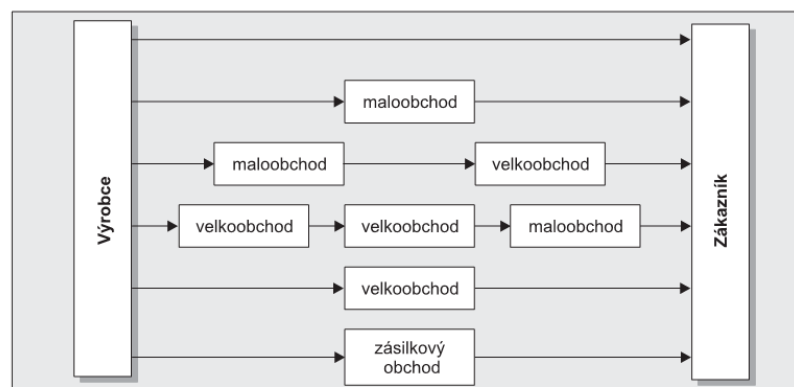 Výrobce
maloobchod
maloobchod
velkoobchod
velkoobchod
velkoobchod
maloobchod
velkoobchod
zásilkový
obchod
Zákazník